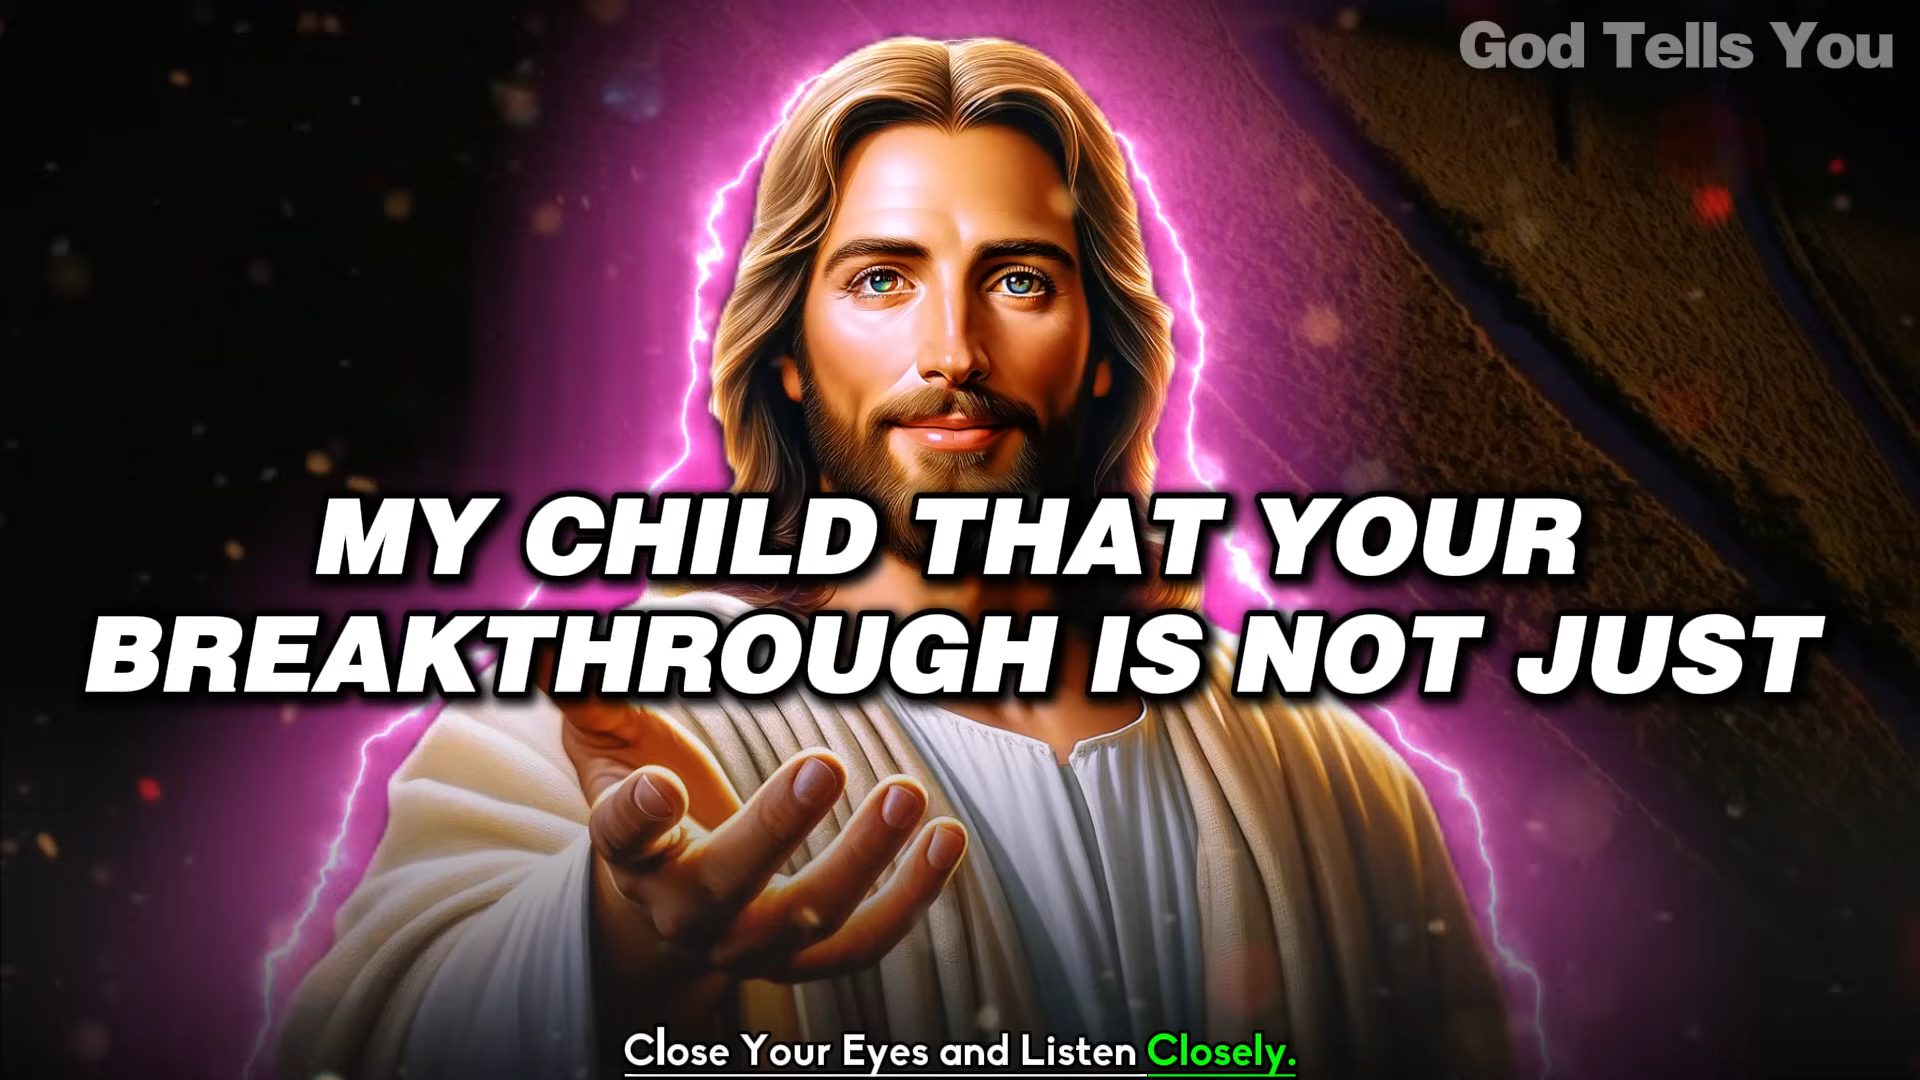 God Tells You
MY CHILD THAT YOUR
BREAKTHROUGH IS NOT JUST
Close Your Eyes and Listen Closely.